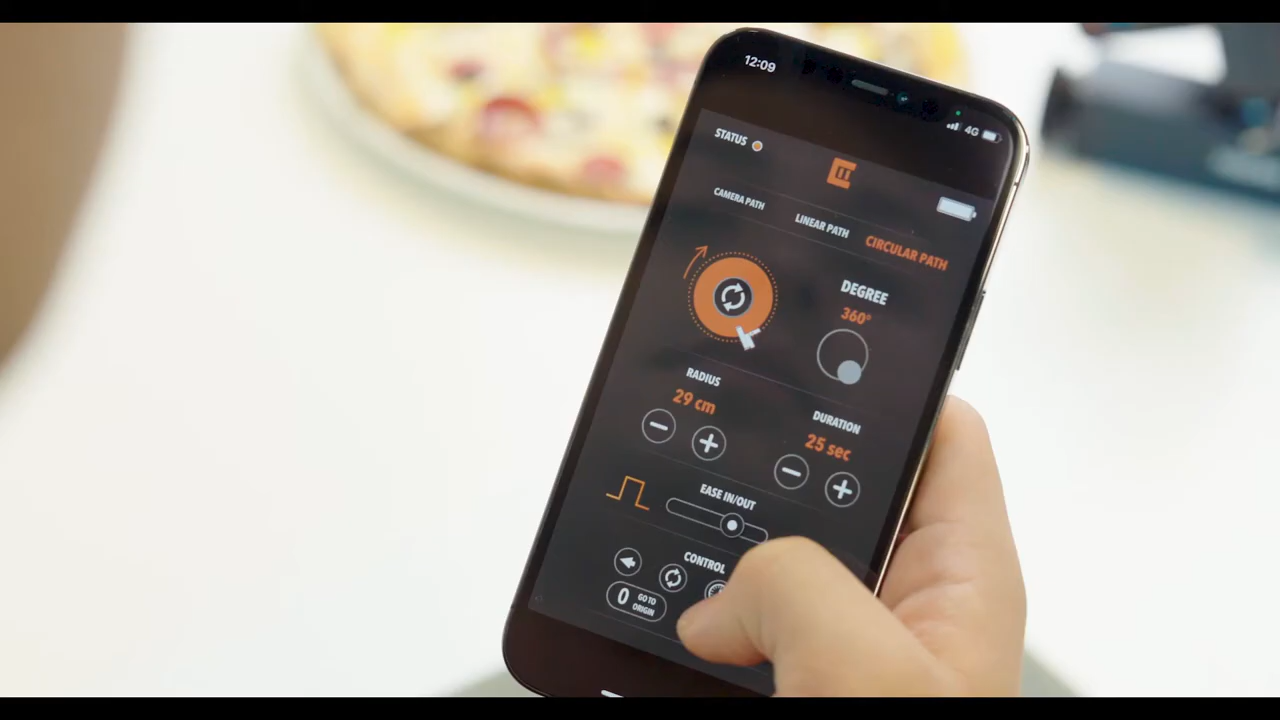 12:09
4G
STATUS
CAMERA PATH
LINEAR PATH
CIRCULAR PATH
DEGREE
360°
RADIUS
29 cm
DURATION
25 sec
EASE IN/OUT
CONTROL
0 GO TO
ORIGIN